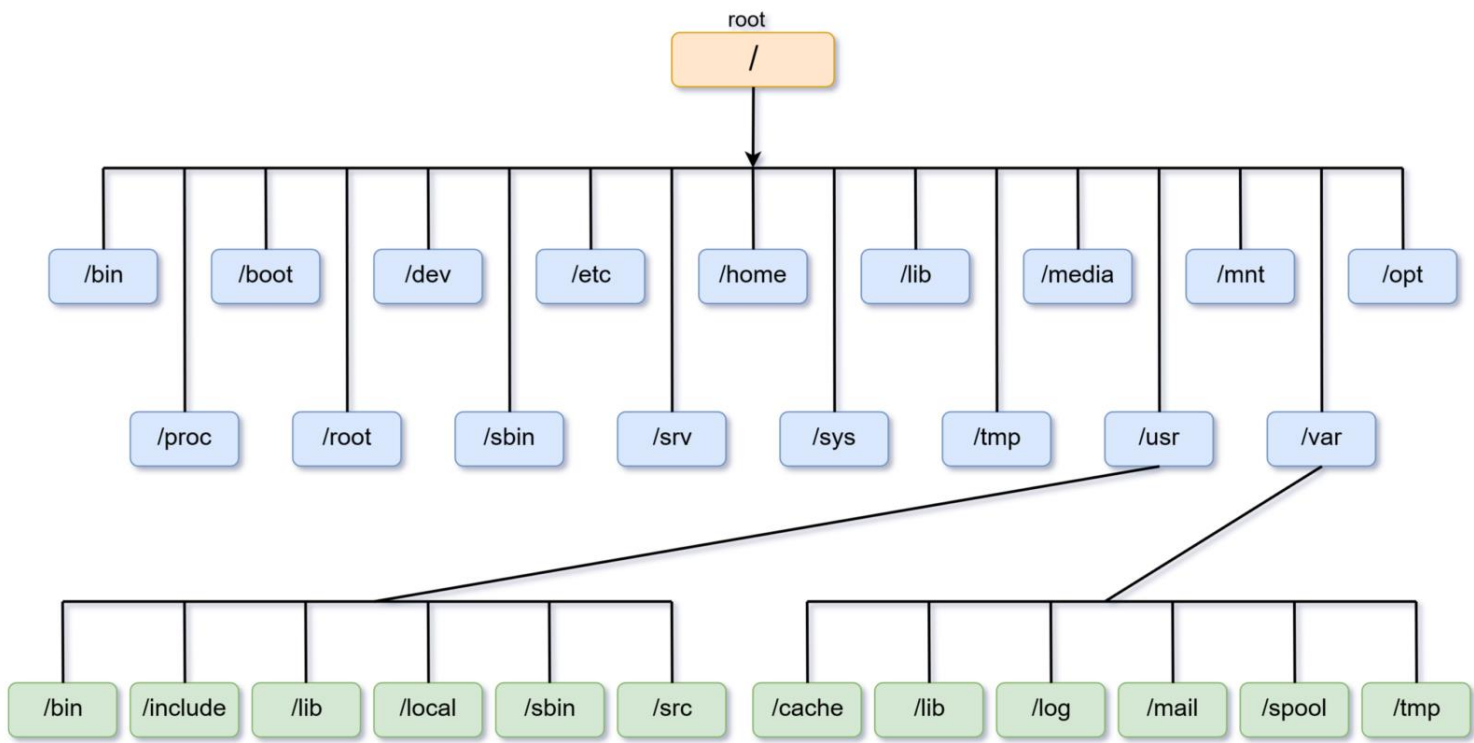 root
/
/bin /boot /dev /etc /home /lib /media /mnt /opt
/proc /root /sbin /srv /sys /tmp /usr /var
/bin /include /lib /local /sbin /src /cache /lib /log /mail /spool /tmp